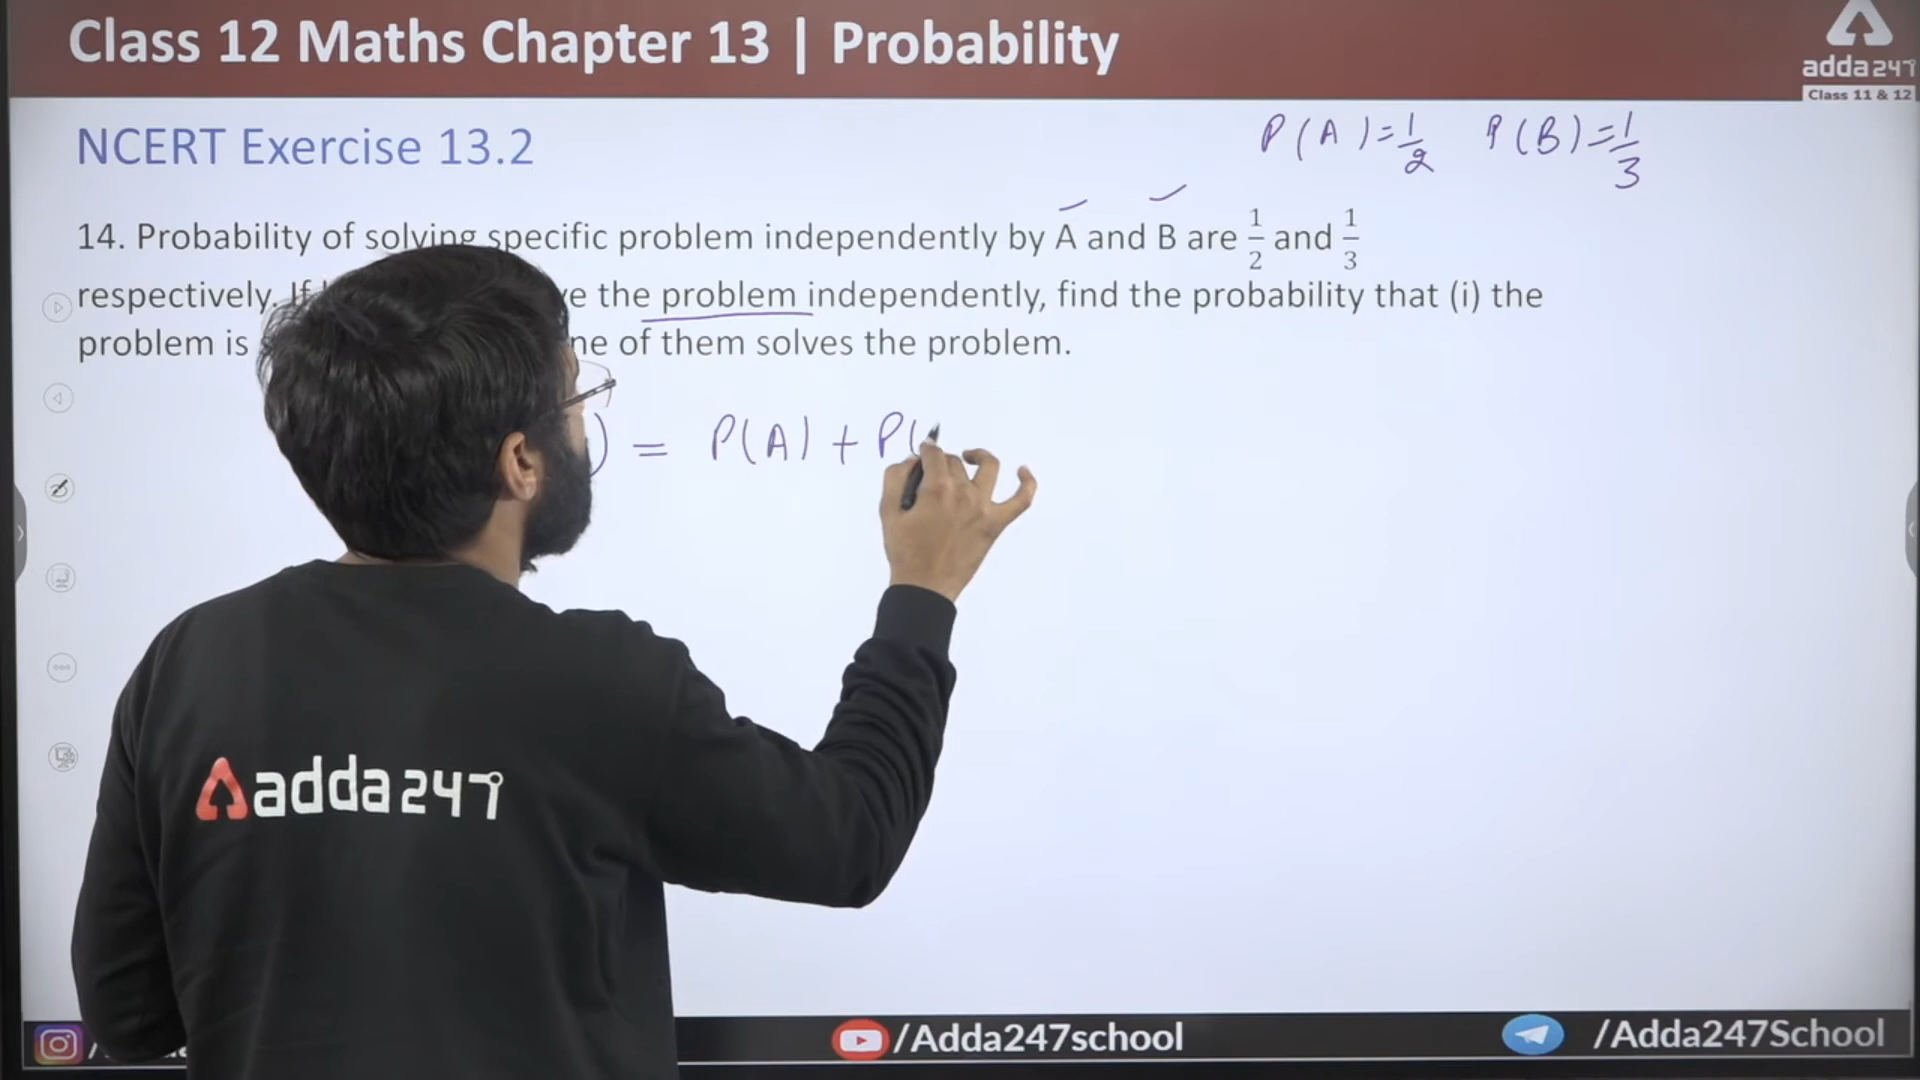 Class 12 Maths Chapter 13 | Probability
adda247
Class 11 & 12
NCERT Exercise 13.2
P(A)=1/2 P(B)=1/3
14. Probability of solving specific problem independently by A and B are 1/2 and 1/3
respectively. If the problem independently, find the probability that (i) the
problem is of them solves the problem.
) = P(A) + P(
adda247
/Adda247school
/Adda247School